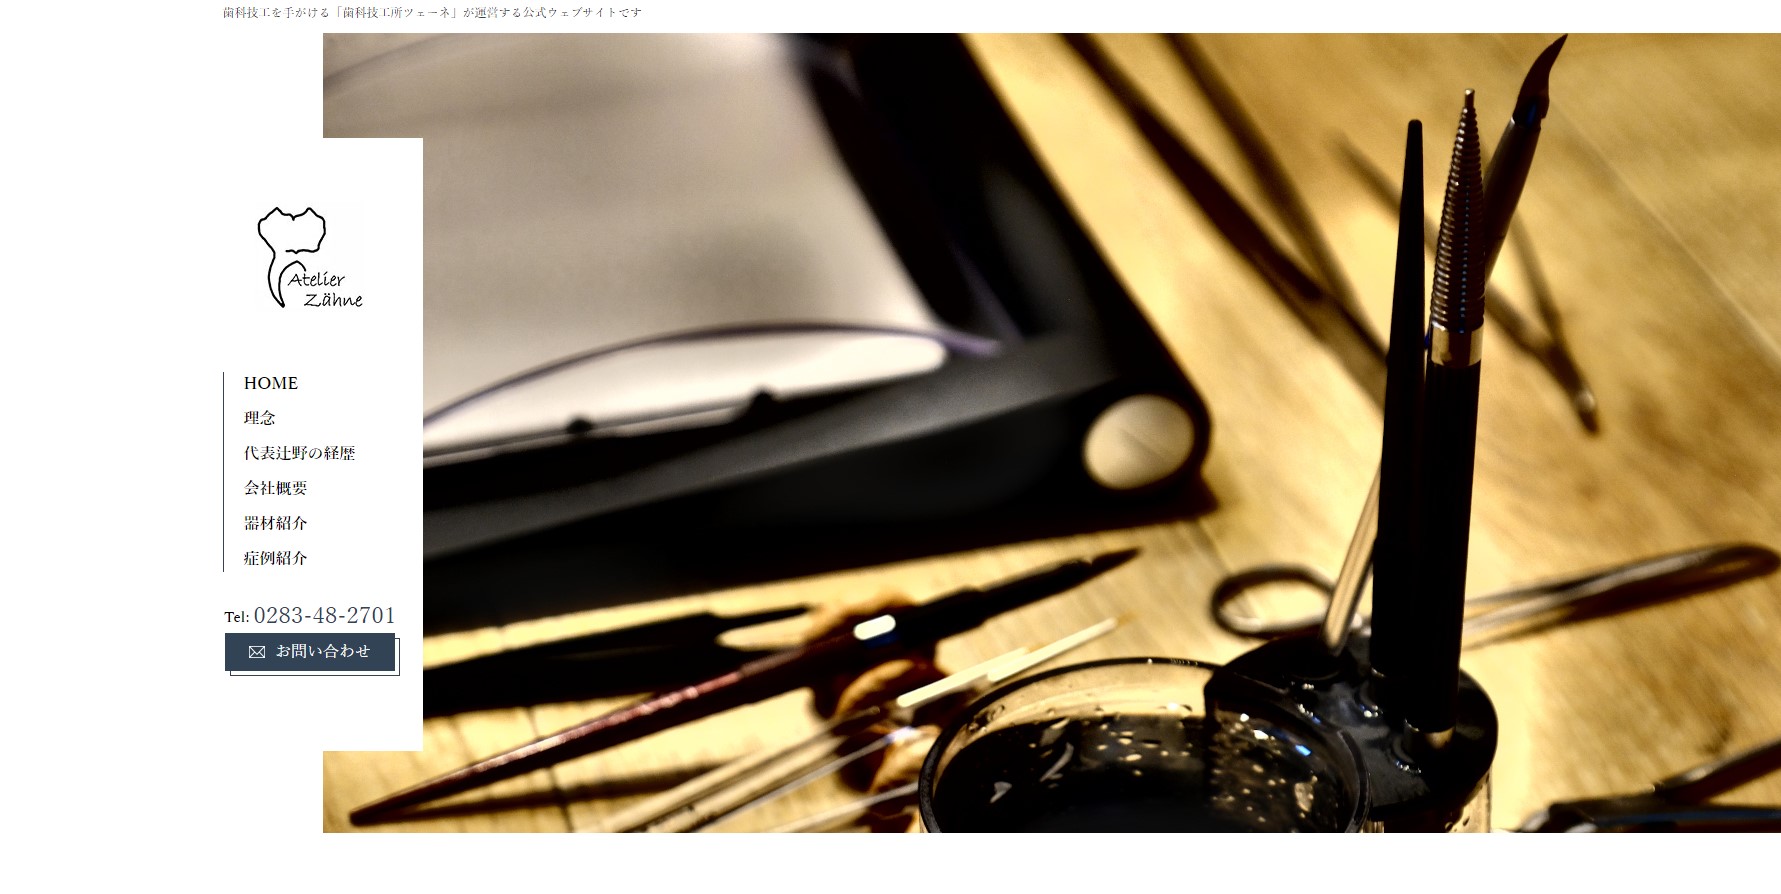 歯科技工を手がける「歯科技工所ツェーネ」が運営する公式ウェブサイトです
Atelier
Zähne
HOME
理念
代表辻野の経歴
会社概要
器材紹介
症例紹介
Tel: 0283-48-2701
お問い合わせ